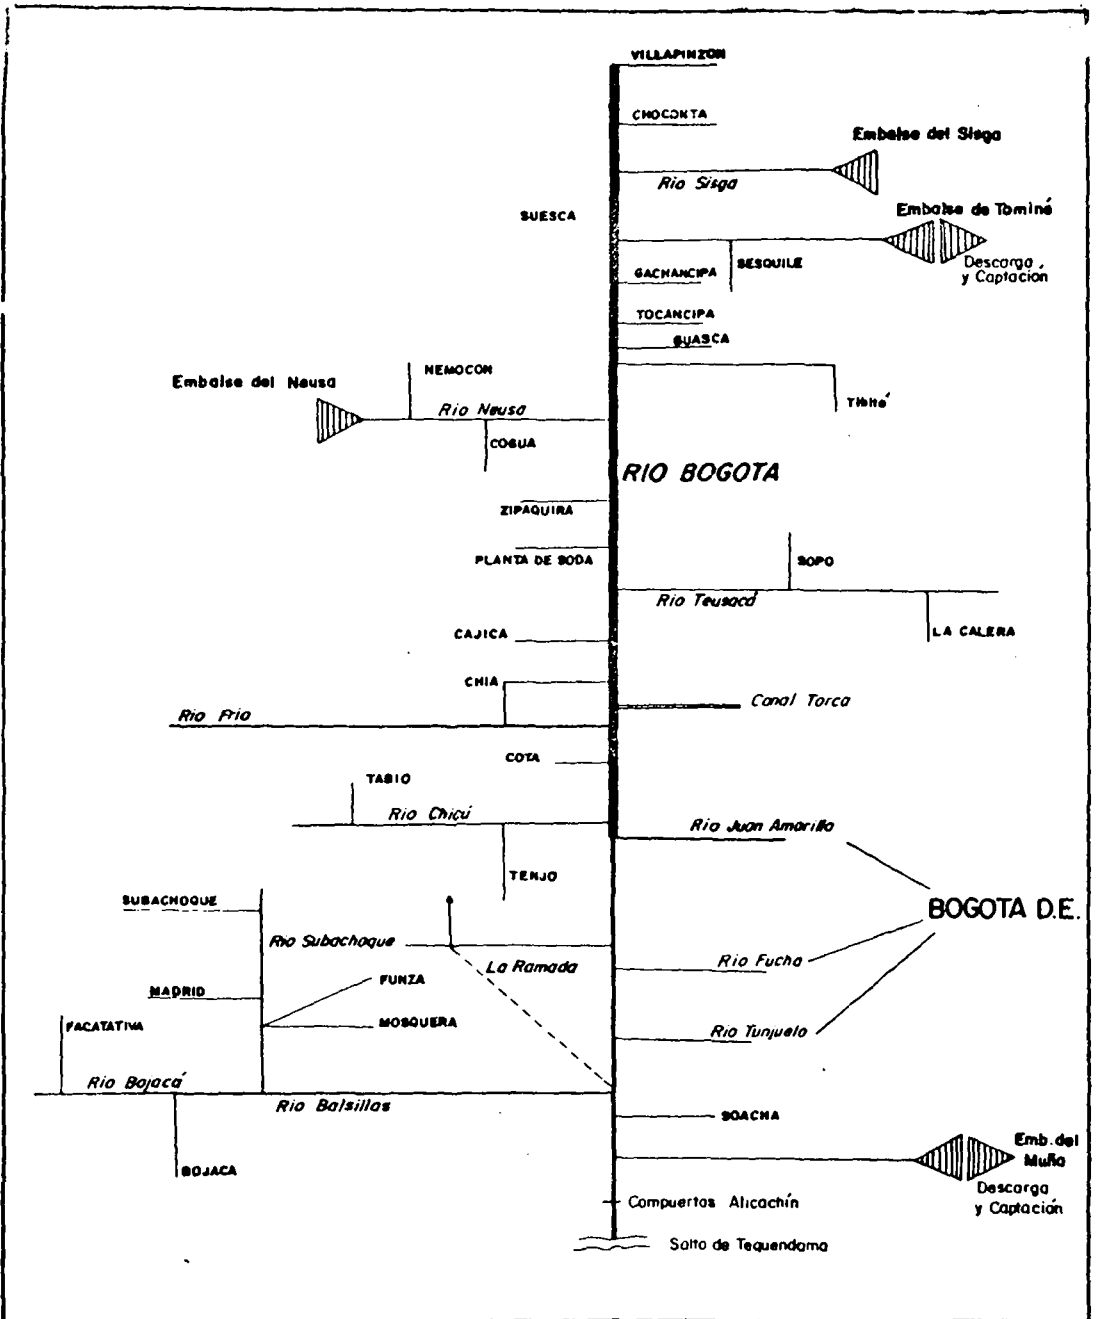 VILLAPINZON
CHOCONTA
Embalse del Sisga
Rio Sisga
SUESCA
Embalse de Tominé
SESQUILE
Descarga
y Captación
GACHANCIPA
TOCANCIPA
GUASCA
NEMOCON
Embalse del Neusa
Rio Neusa
COGUA
RIO BOGOTA
ZIPAQUIRA
PLANTA DE SODA
SOPO
Rio Teusacá
LA CALERA
CAJICA
CHIA
Canal Torca
Rio Frio
COTA
TABIO
Rio Chicú
Rio Juan Amarillo
TENJO
SUBACHOQUE
BOGOTA D.E.
Rio Subachoque
La Ramada
Rio Fucha
FUNZA
MADRID
MOSQUERA
FACATATIVA
Rio Tunjuelo
Rio Bojacá
Rio Balsillas
SOACHA
BOJACA
Emb. del
Muña
Descarga
y Captación
Compuertas Alicachín
Salto de Tequendama